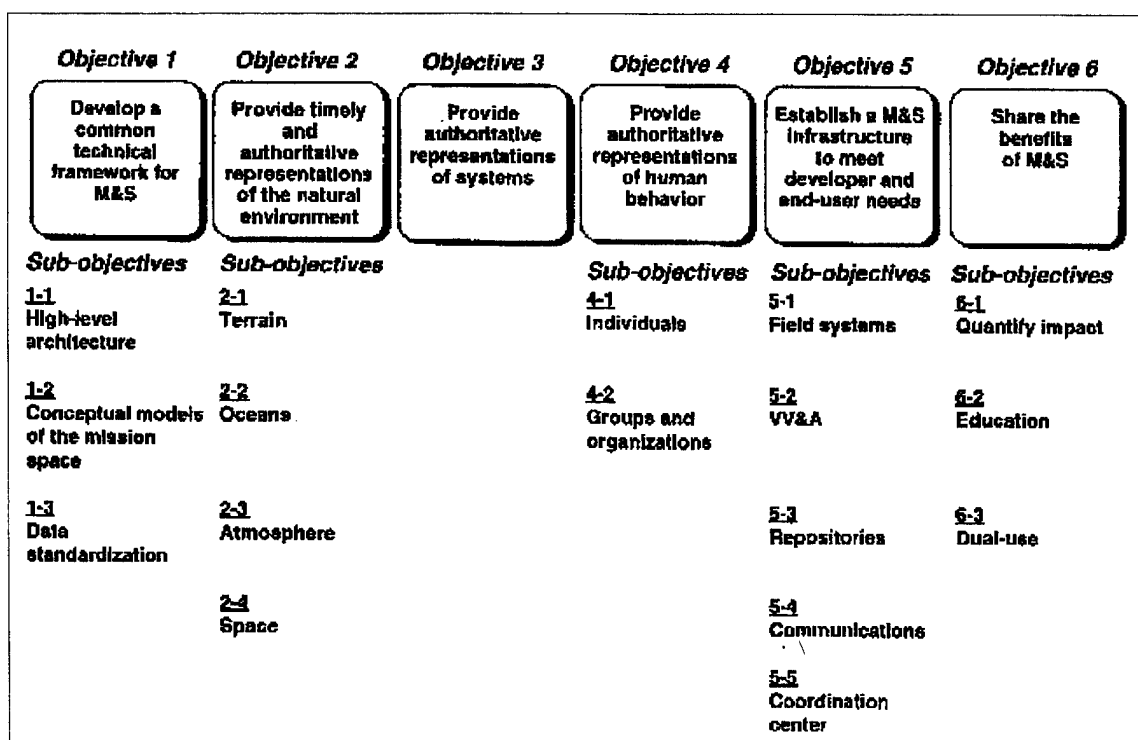 Objective 1
Develop a
common
technical
framework for
M&S
Sub-objectives
1-1
High-level
architecture
1-2
Conceptual models
of the mission
space
1-3
Data
standardization
Objective 2
Provide timely
and
authoritative
representations
of the natural
environment
Sub-objectives
2-1
Terrain
2-2
Oceans
2-3
Atmosphere
2-4
Space
Objective 3
Provide
authoritative
representations
of systems
Objective 4
Provide
authoritative
representations
of human
behavior
Sub-objectives
4-1
Individuals
4-2
Groups and
organizations
Objective 5
Establish a M&S
infrastructure
to meet
developer and
end-user needs
Sub-objectives
5-1
Field systems
5-2
VV&A
5-3
Repositories
5-4
Communications
5-5
Coordination
center
Objective 6
Share the
benefits
of M&S
Sub-objectives
6-1
Quantify impact
6-2
Education
6-3
Dual-use